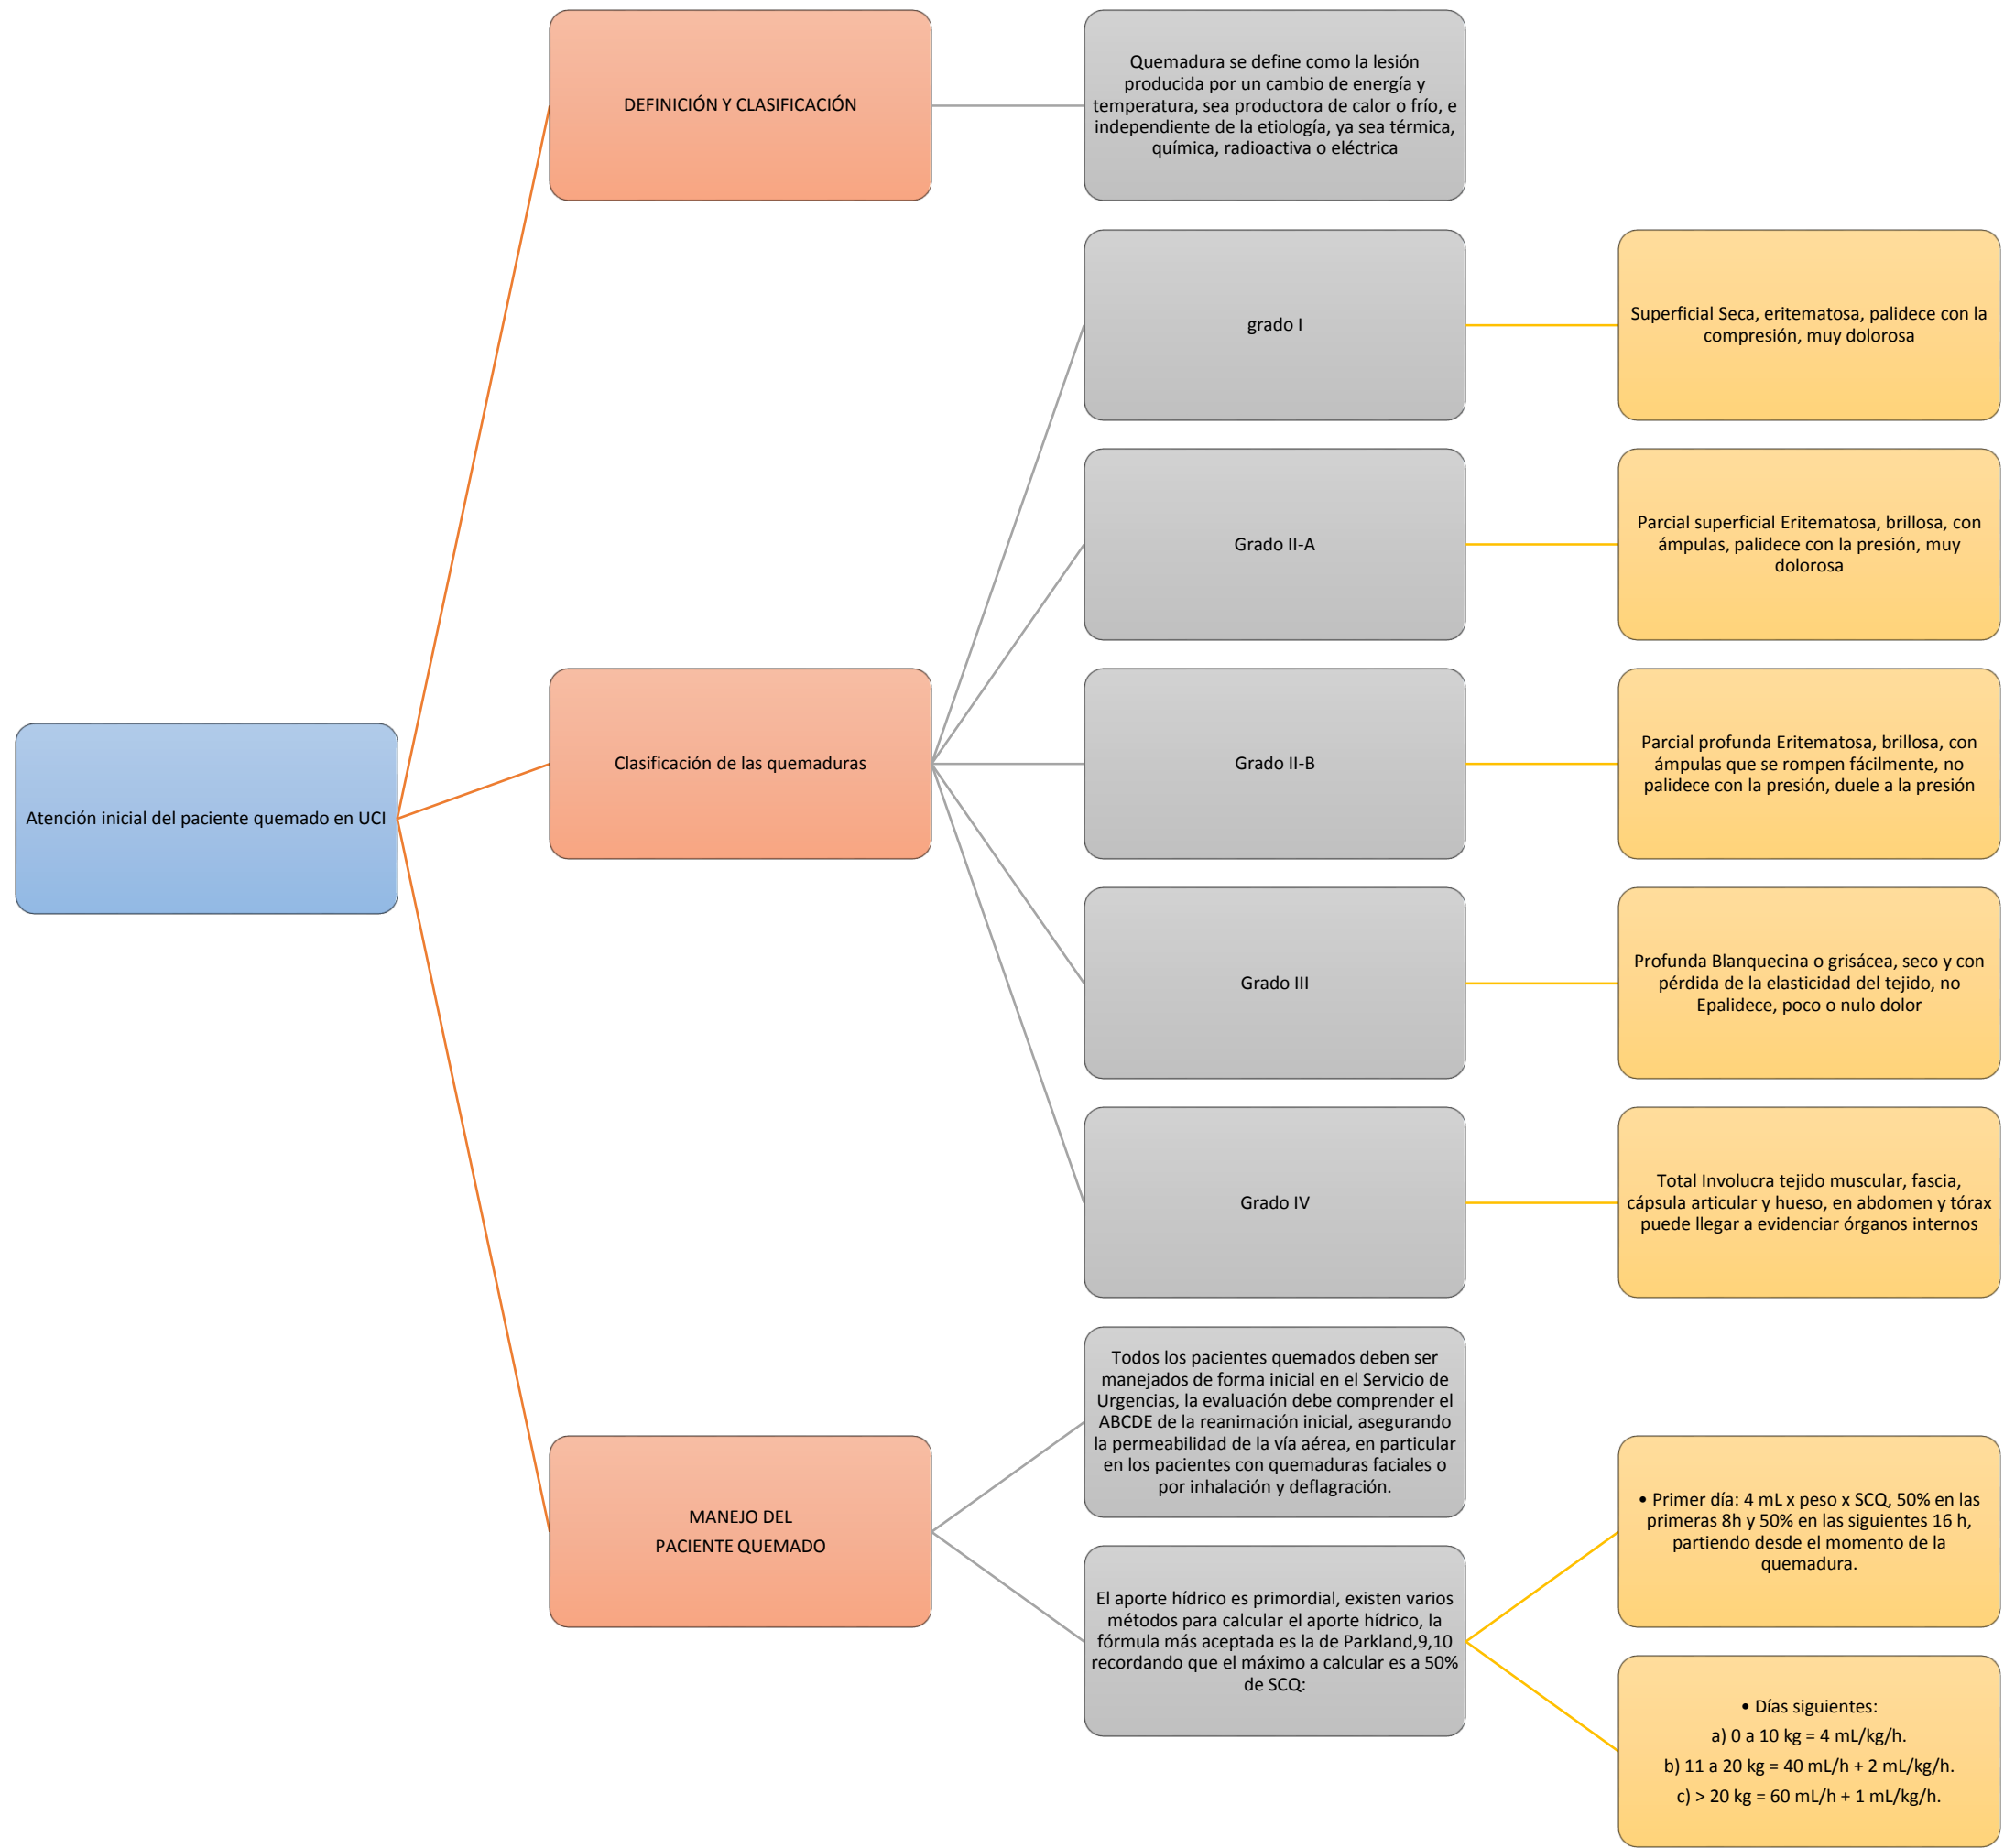 Atención inicial del paciente quemado en UCI
DEFINICIÓN Y CLASIFICACIÓN
Quemadura se define como la lesión
producida por un cambio de energía y
temperatura, sea productora de calor o frío, e
independiente de la etiología, ya sea térmica,
química, radioactiva o eléctrica
Clasificación de las quemaduras
grado I
Superficial Seca, eritematosa, palidece con la
compresión, muy dolorosa
Grado II-A
Parcial superficial Eritematosa, brillosa, con
ámpulas, palidece con la presión, muy
dolorosa
Grado II-B
Parcial profunda Eritematosa, brillosa, con
ámpulas que se rompen fácilmente, no
palidece con la presión, duele a la presión
Grado III
Profunda Blanquecina o grisácea, seco y con
pérdida de la elasticidad del tejido, no
Epalidece, poco o nulo dolor
Grado IV
Total Involucra tejido muscular, fascia,
cápsula articular y hueso, en abdomen y tórax
puede llegar a evidenciar órganos internos
MANEJO DEL
PACIENTE QUEMADO
Todos los pacientes quemados deben ser
manejados de forma inicial en el Servicio de
Urgencias, la evaluación debe comprender el
ABCDE de la reanimación inicial, asegurando
la permeabilidad de la vía aérea, en particular
en los pacientes con quemaduras faciales o
por inhalación y deflagración.
El aporte hídrico es primordial, existen varios
métodos para calcular el aporte hídrico, la
fórmula más aceptada es la de Parkland,9,10
recordando que el máximo a calcular es a 50%
de SCQ:
• Primer día: 4 mL x peso x SCQ, 50% en las
primeras 8h y 50% en las siguientes 16 h,
partiendo desde el momento de la
quemadura.
• Días siguientes:
a) 0 a 10 kg = 4 mL/kg/h.
b) 11 a 20 kg = 40 mL/h + 2 mL/kg/h.
c) > 20 kg = 60 mL/h + 1 mL/kg/h.